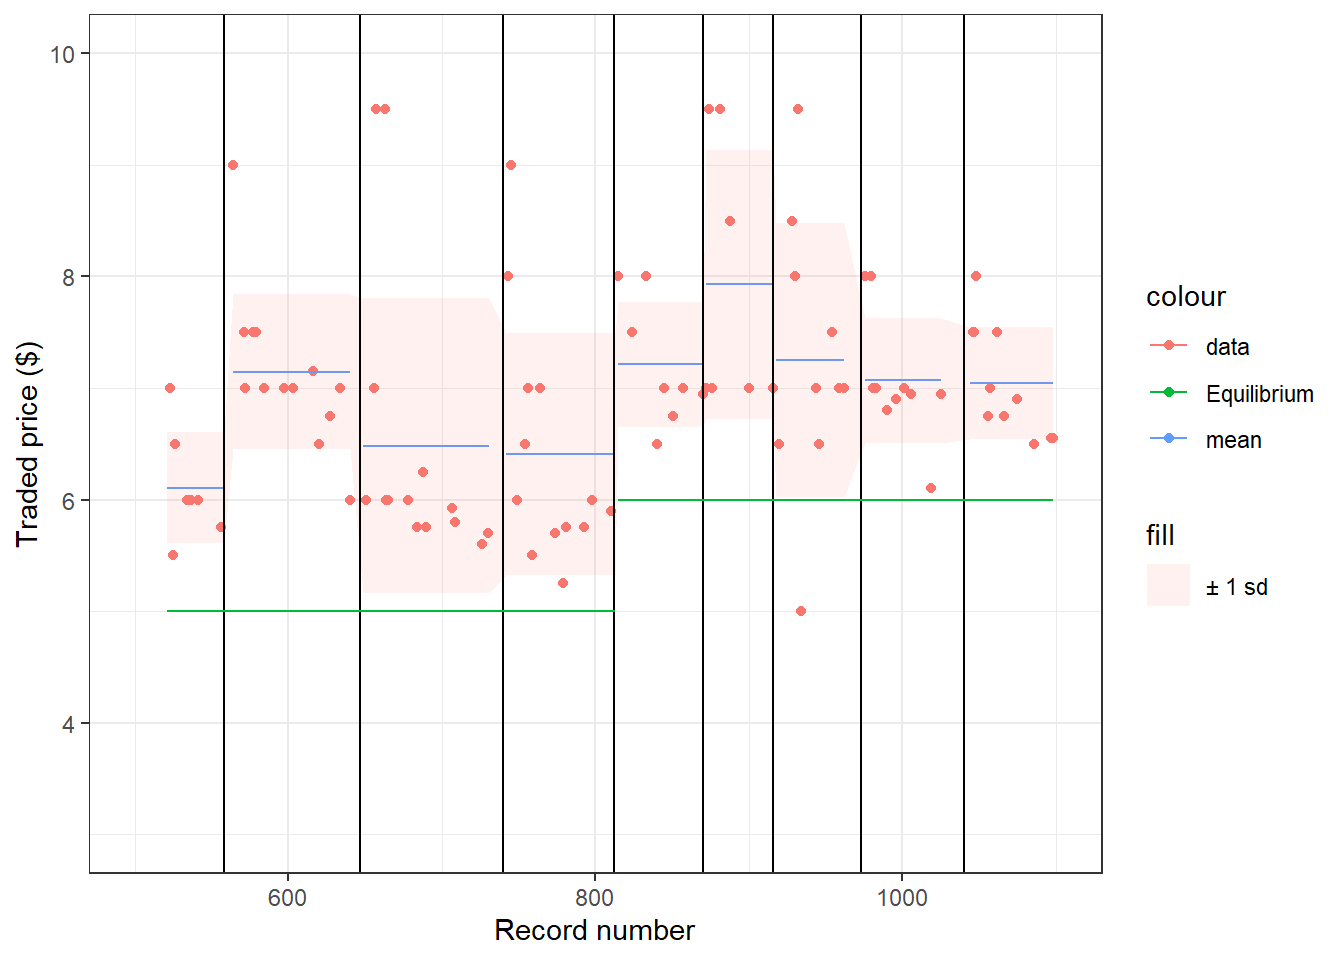 10
8
6
4
Traded price ($)
600
800
1000
Record number
colour
data
Equilibrium
mean
fill
± 1 sd